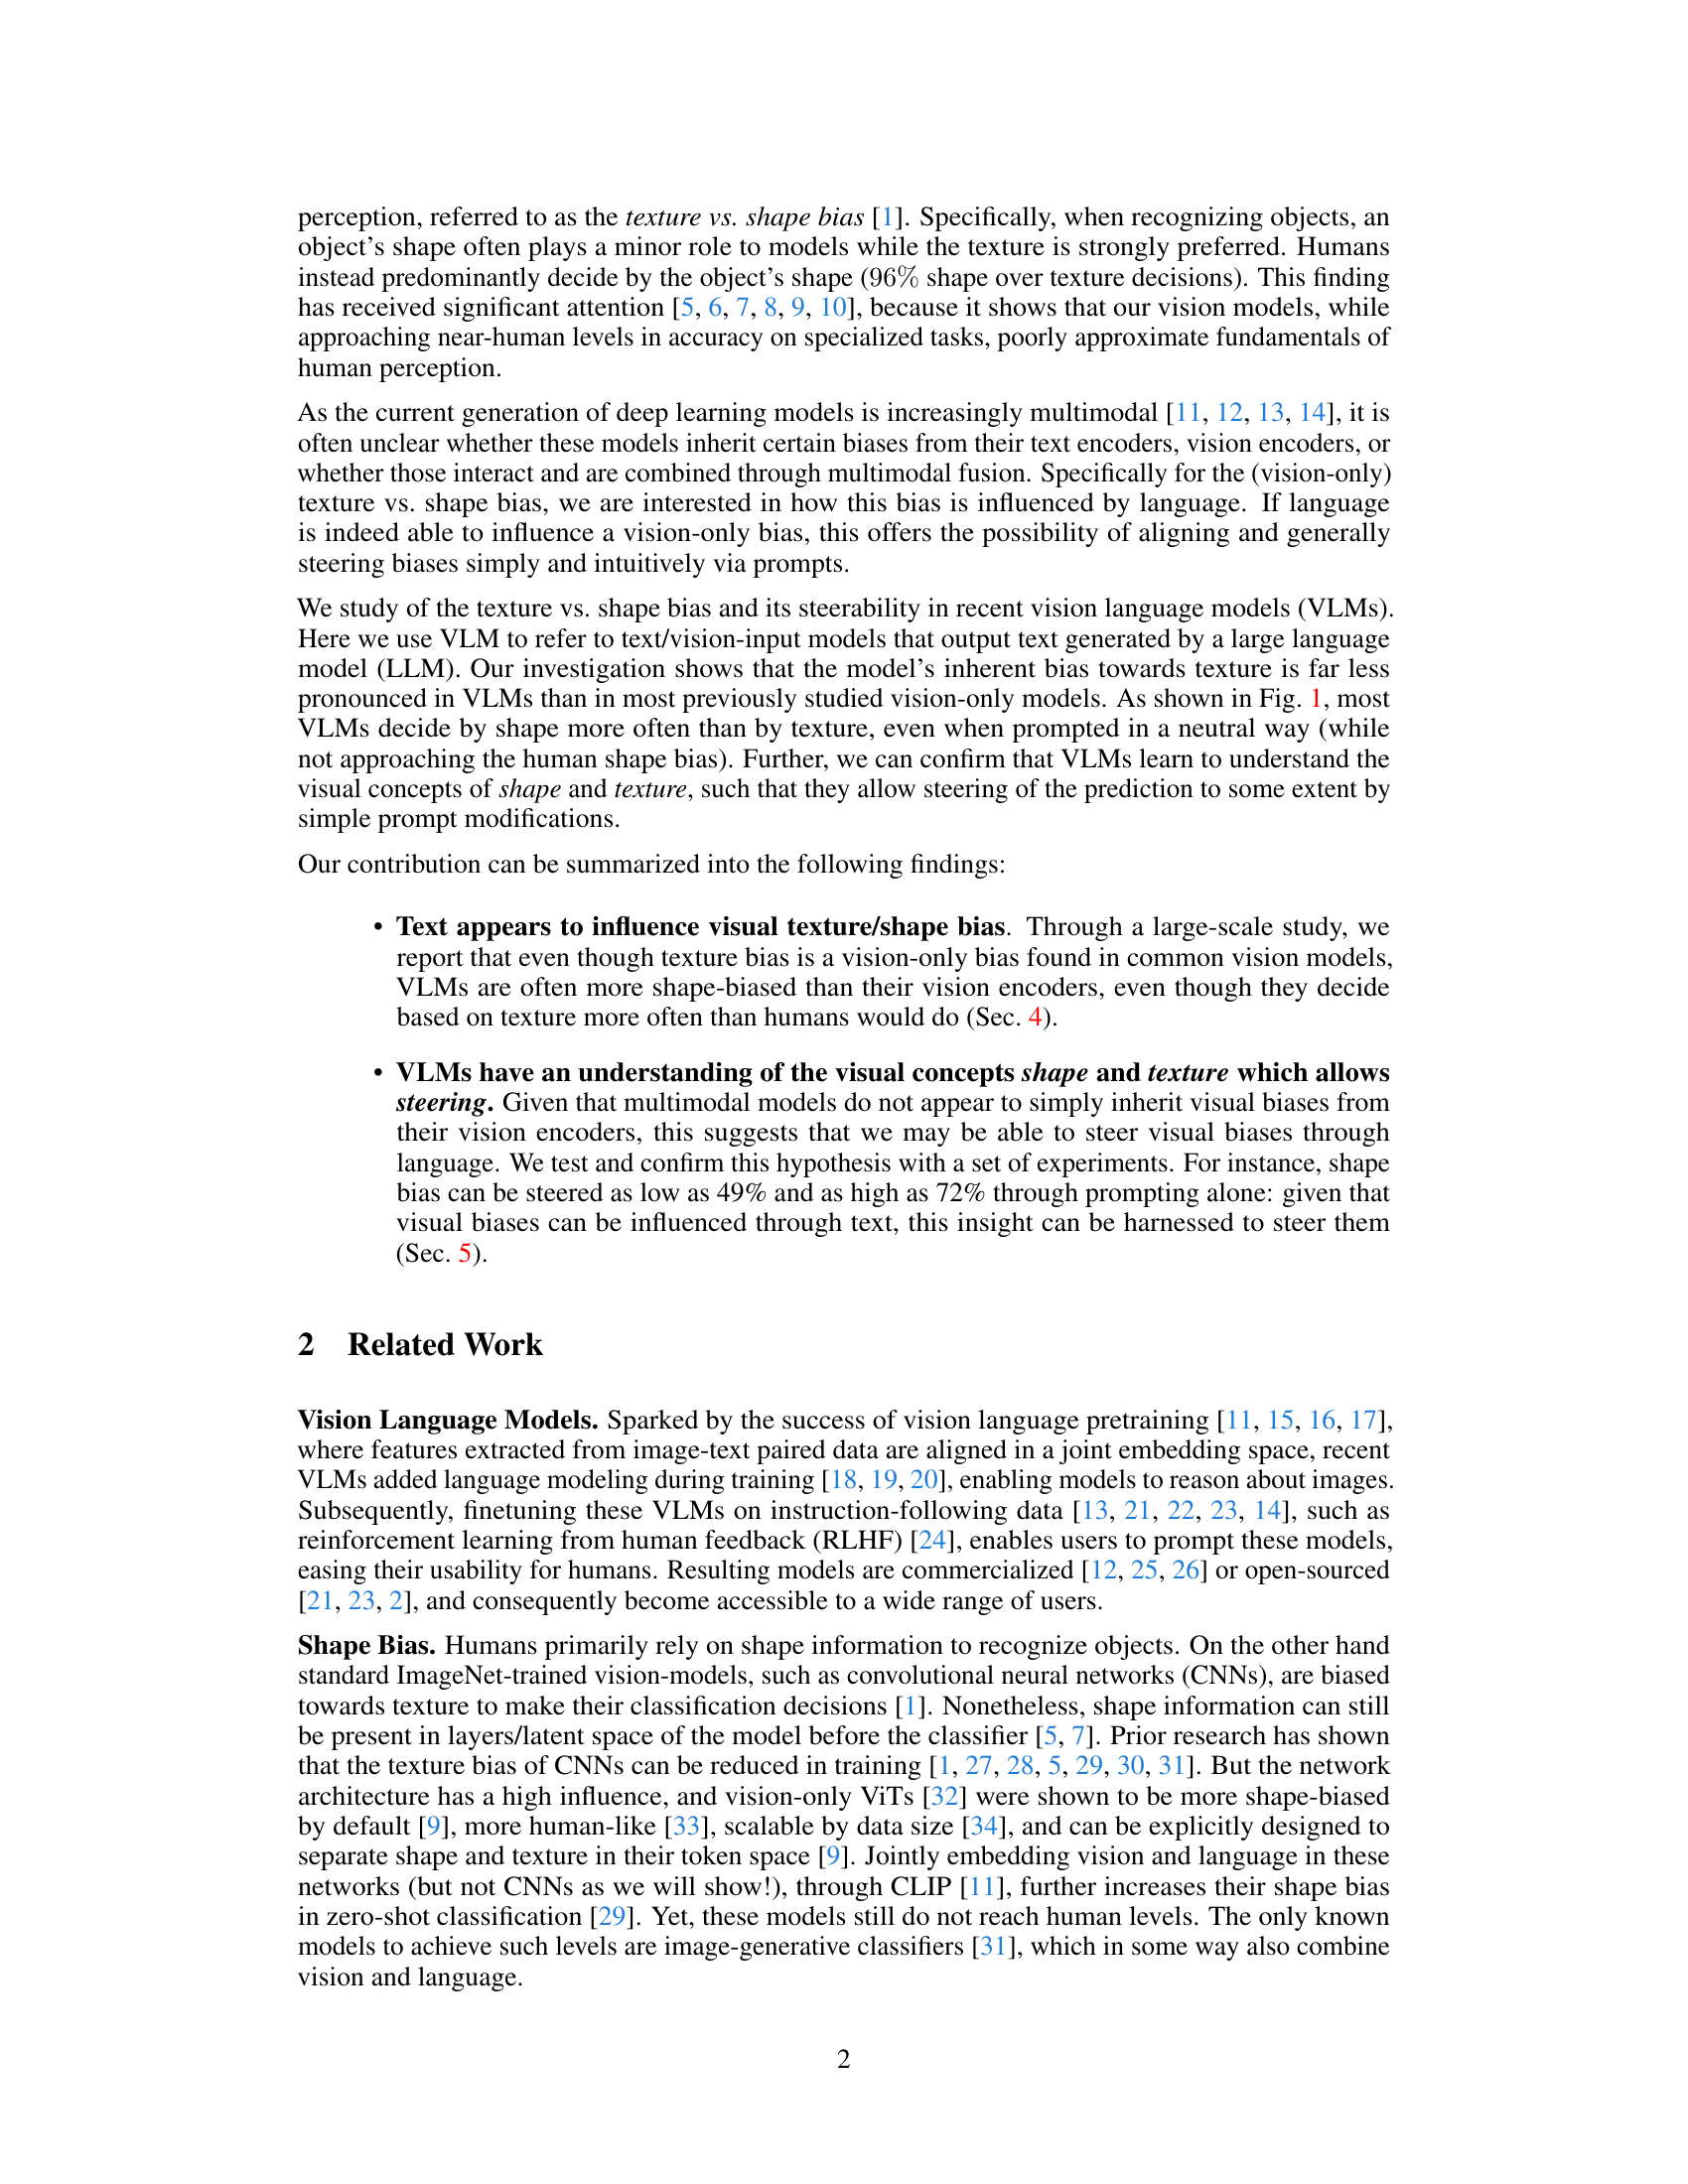 perception, referred to as the texture vs. shape bias [1]. Specifically, when recognizing objects, an
object's shape often plays a minor role to models while the texture is strongly preferred. Humans
instead predominantly decide by the object's shape (96% shape over texture decisions). This finding
has received significant attention [5, 6, 7, 8, 9, 10], because it shows that our vision models, while
approaching near-human levels in accuracy on specialized tasks, poorly approximate fundamentals of
human perception.
As the current generation of deep learning models is increasingly multimodal [11, 12, 13, 14], it is
often unclear whether these models inherit certain biases from their text encoders, vision encoders, or
whether those interact and are combined through multimodal fusion. Specifically for the (vision-only)
texture vs. shape bias, we are interested in how this bias is influenced by language. If language
is indeed able to influence a vision-only bias, this offers the possibility of aligning and generally
steering biases simply and intuitively via prompts.
We study of the texture vs. shape bias and its steerability in recent vision language models (VLMs).
Here we use VLM to refer to text/vision-input models that output text generated by a large language
model (LLM). Our investigation shows that the model's inherent bias towards texture is far less
pronounced in VLMs than in most previously studied vision-only models. As shown in Fig. 1, most
VLMs decide by shape more often than by texture, even when prompted in a neutral way (while
not approaching the human shape bias). Further, we can confirm that VLMs learn to understand the
visual concepts of shape and texture, such that they allow steering of the prediction to some extent by
simple prompt modifications.
Our contribution can be summarized into the following findings:
• Text appears to influence visual texture/shape bias. Through a large-scale study, we
report that even though texture bias is a vision-only bias found in common vision models,
VLMs are often more shape-biased than their vision encoders, even though they decide
based on texture more often than humans would do (Sec. 4).
• VLMs have an understanding of the visual concepts shape and texture which allows
steering. Given that multimodal models do not appear to simply inherit visual biases from
their vision encoders, this suggests that we may be able to steer visual biases through
language. We test and confirm this hypothesis with a set of experiments. For instance, shape
bias can be steered as low as 49% and as high as 72% through prompting alone: given that
visual biases can be influenced through text, this insight can be harnessed to steer them
(Sec. 5).
2 Related Work
Vision Language Models. Sparked by the success of vision language pretraining [11, 15, 16, 17],
where features extracted from image-text paired data are aligned in a joint embedding space, recent
VLMs added language modeling during training [18, 19, 20], enabling models to reason about images.
Subsequently, finetuning these VLMs on instruction-following data [13, 21, 22, 23, 14], such as
reinforcement learning from human feedback (RLHF) [24], enables users to prompt these models,
easing their usability for humans. Resulting models are commercialized [12, 25, 26] or open-sourced
[21, 23, 2], and consequently become accessible to a wide range of users.
Shape Bias. Humans primarily rely on shape information to recognize objects. On the other hand
standard ImageNet-trained vision-models, such as convolutional neural networks (CNNs), are biased
towards texture to make their classification decisions [1]. Nonetheless, shape information can still
be present in layers/latent space of the model before the classifier [5, 7]. Prior research has shown
that the texture bias of CNNs can be reduced in training [1, 27, 28, 5, 29, 30, 31]. But the network
architecture has a high influence, and vision-only ViTs [32] were shown to be more shape-biased
by default [9], more human-like [33], scalable by data size [34], and can be explicitly designed to
separate shape and texture in their token space [9]. Jointly embedding vision and language in these
networks (but not CNNs as we will show!), through CLIP [11], further increases their shape bias
in zero-shot classification [29]. Yet, these models still do not reach human levels. The only known
models to achieve such levels are image-generative classifiers [31], which in some way also combine
vision and language.
2